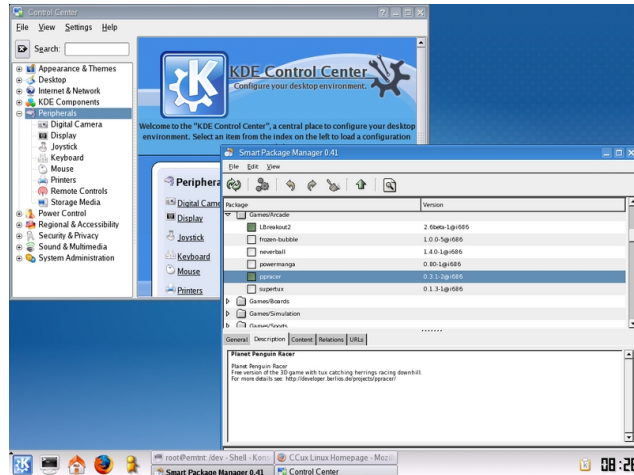 Control Center
File View Settings Help
Search:
Appearance & Themes
Desktop
Internet & Network
KDE Components
Peripherals
Digital Camera
Display
Joystick
Keyboard
Mouse
Printers
Remote Controls
Storage Media
Power Control
Regional & Accessibility
Security & Privacy
Sound & Multimedia
System Administration
KDE Control Center
Configure your desktop environment.
Welcome to the "KDE Control Center", a central place to configure your desktop
environment. Select an item from the index on the left to load a configuration
Periphera
Digital Came
Display
Joystick
Keyboard
Mouse
Printers
Smart Package Manager 0.41
File Edit View
Package Version
Games/Arcade
LBreakout2 2.6beta-1@i686
frozen-bubble 1.0.0-5@i686
neverball 1.4.0-1@i686
powermanga 0.80-1@i686
ppracer 0.3.1-2@i686
supertux 0.1.3-1@i686
Games/Boards
Games/Simulation
Games/Sports
General Description Content Relations URLs
Planet Penguin Racer
Planet Penguin Racer
Free version of the 3D game with tux catching herrings racing downhill.
For more details see: http://developer.berlios.de/projects/ppracer/
root@emtnt: /dev - Shell - Kons
CCux Linux Homepage - Mozill
Smart Package Manager 0.41
Control Center
08:26